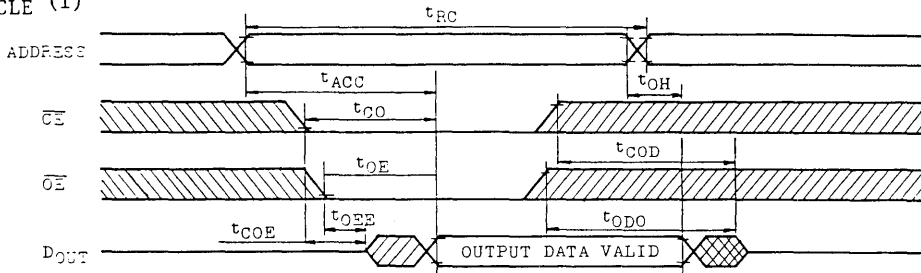 CLE (1)
tRC
ADDRESS
tACC
tOH
tCO
CE
tCOD
tOE
OE
tOEE
tODO
tCOE
DOUT
OUTPUT DATA VALID